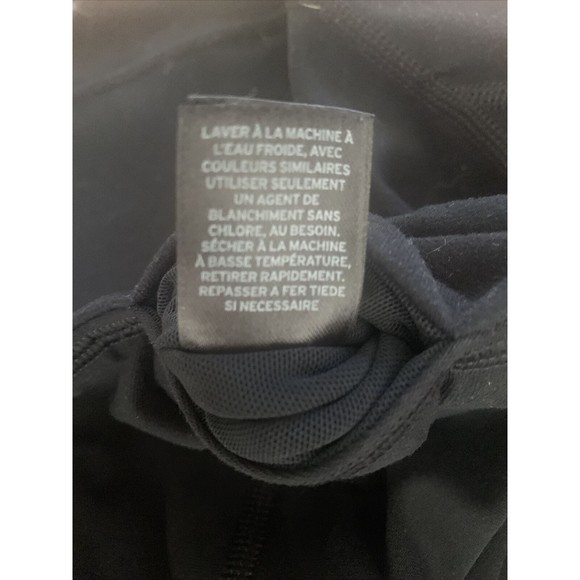 LAVER À LA MACHINE À
L'EAU FROIDE, AVEC
COULEURS SIMILAIRES
UTILISER SEULEMENT
UN AGENT DE
BLANCHIMENT SANS
CHLORE, AU BESOIN.
SÉCHER À LA MACHINE
À BASSE TEMPÉRATURE,
RETIRER RAPIDEMENT.
REPASSER A FER TIEDE
SI NECESSAIRE